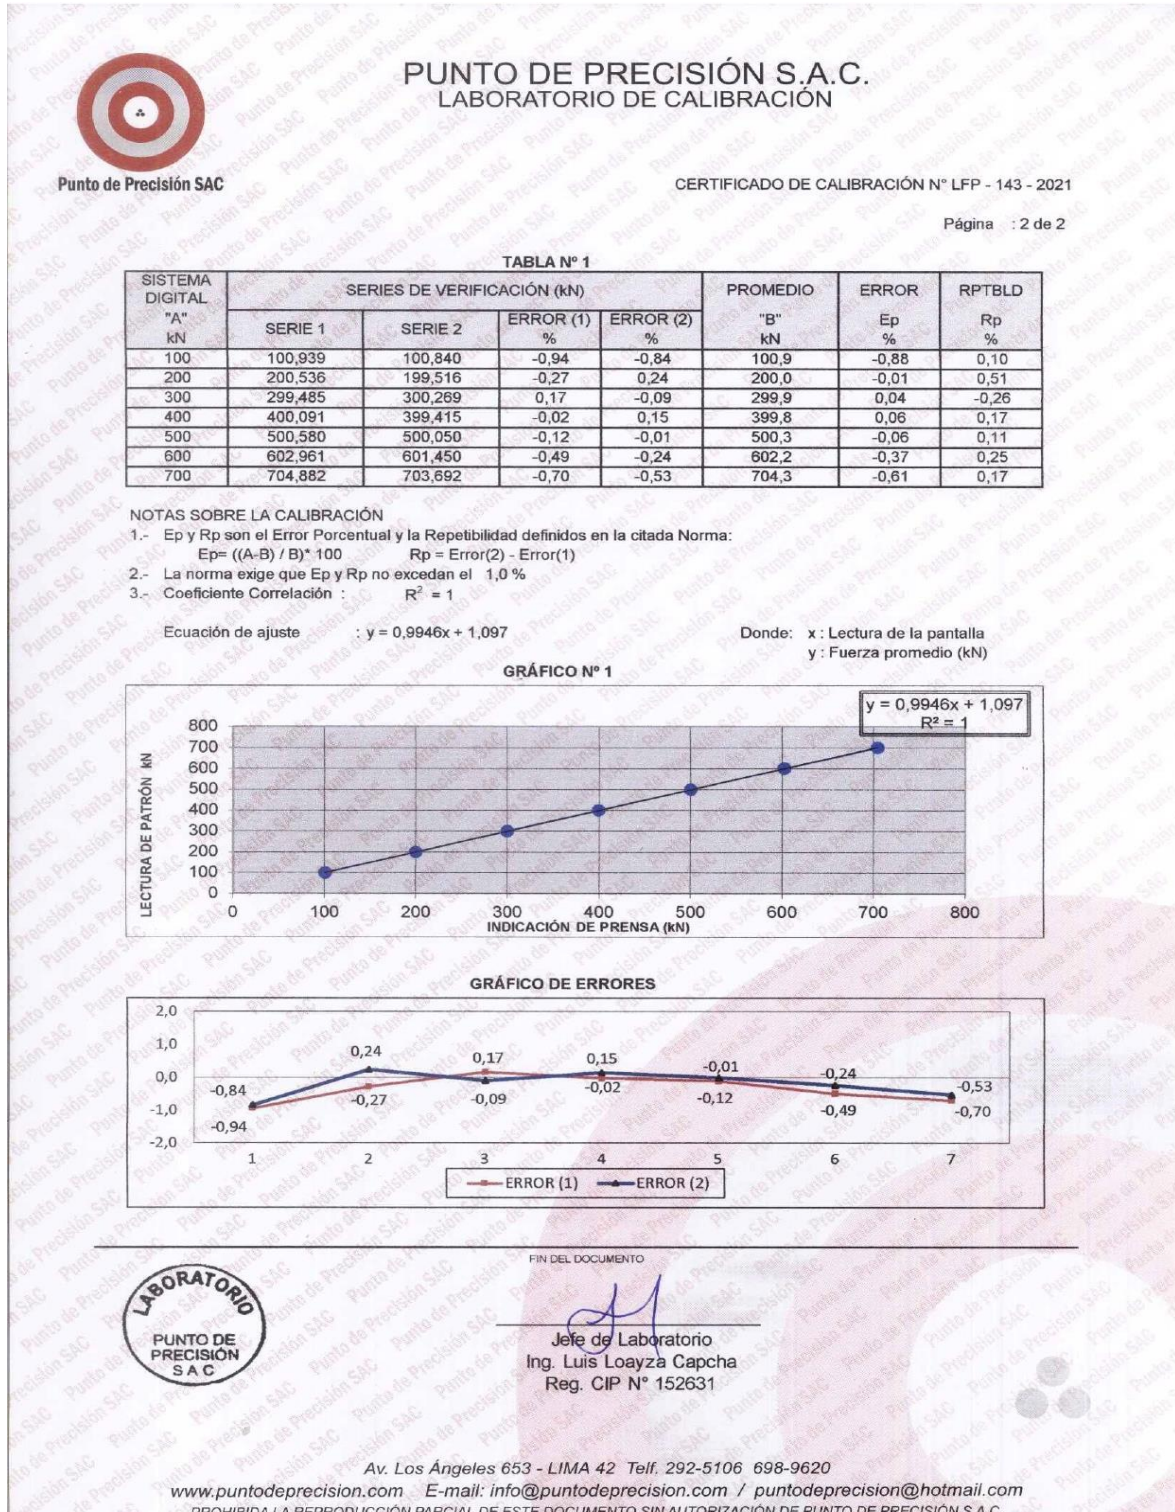 PUNTO DE PRECISIÓN S.A.C.
LABORATORIO DE CALIBRACIÓN
Punto de Precisión SAC
CERTIFICADO DE CALIBRACIÓN N° LFP - 143 - 2021
Página : 2 de 2
TABLA Nº 1
SISTEMA DIGITAL "A" kN SERIES DE VERIFICACIÓN (kN) PROMEDIO "B" kN ERROR Ep % RPTBLD Rp %
SERIE 1 SERIE 2 ERROR (1) % ERROR (2) %
100 100,939 100,840 -0,94 -0,84 100,9 -0,88 0,10
200 200,536 199,516 -0,27 0,24 200,0 -0,01 0,51
300 299,485 300,269 0,17 -0,09 299,9 0,04 -0,26
400 400,091 399,415 -0,02 0,15 399,8 0,06 0,17
500 500,580 500,050 -0,12 -0,01 500,3 -0,06 0,11
600 602,961 601,450 -0,49 -0,24 602,2 -0,37 0,25
700 704,882 703,692 -0,70 -0,53 704,3 -0,61 0,17
NOTAS SOBRE LA CALIBRACIÓN
1.- Ep y Rp son el Error Porcentual y la Repetibilidad definidos en la citada Norma:
Ep= ((A-B) / B)* 100 Rp = Error(2) - Error(1)
2.- La norma exige que Ep y Rp no excedan el 1,0 %
3.- Coeficiente Correlación : R² = 1
Ecuación de ajuste : y = 0,9946x + 1,097 Donde: x : Lectura de la pantalla
y : Fuerza promedio (kN)
GRÁFICO Nº 1
y = 0,9946x + 1,097
R² = 1
LECTURA DE PATRÓN kN
800
700
600
500
400
300
200
100
0
0 100 200 300 400 500 600 700 800
INDICACIÓN DE PRENSA (kN)
GRÁFICO DE ERRORES
2,0
1,0
0,0
-1,0
-2,0
-0,84 0,24 0,17 0,15 -0,01 -0,24 -0,53
-0,94 -0,27 -0,09 -0,02 -0,12 -0,49 -0,70
1 2 3 4 5 6 7
ERROR (1) ERROR (2)
FIN DEL DOCUMENTO
LABORATORIO
PUNTO DE
PRECISIÓN
S A C
Jefe de Laboratorio
Ing. Luis Loayza Capcha
Reg. CIP N° 152631
Av. Los Ángeles 653 - LIMA 42 Telf. 292-5106 698-9620
www.puntodeprecision.com E-mail: info@puntodeprecision.com / puntodeprecision@hotmail.com
PROHIBIDA LA REPRODUCCIÓN PARCIAL DE ESTE DOCUMENTO SIN AUTORIZACIÓN DE PUNTO DE PRECISIÓN S.A.C.